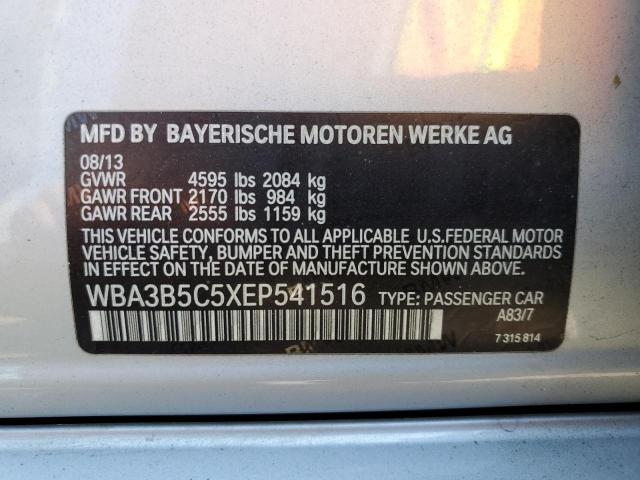 MFD BY BAYERISCHE MOTOREN WERKE AG
08/13
GVWR 4595 lbs 2084 kg
GAWR FRONT 2170 lbs 984 kg
GAWR REAR 2555 lbs 1159 kg
THIS VEHICLE CONFORMS TO ALL APPLICABLE U.S.FEDERAL MOTOR
VEHICLE SAFETY, BUMPER AND THEFT PREVENTION STANDARDS IN
EFFECT ON THE DATE OF MANUFACTURE SHOWN ABOVE.
WBA3B5C5XEP541516 TYPE: PASSENGER CAR
A83/7
7 315 814